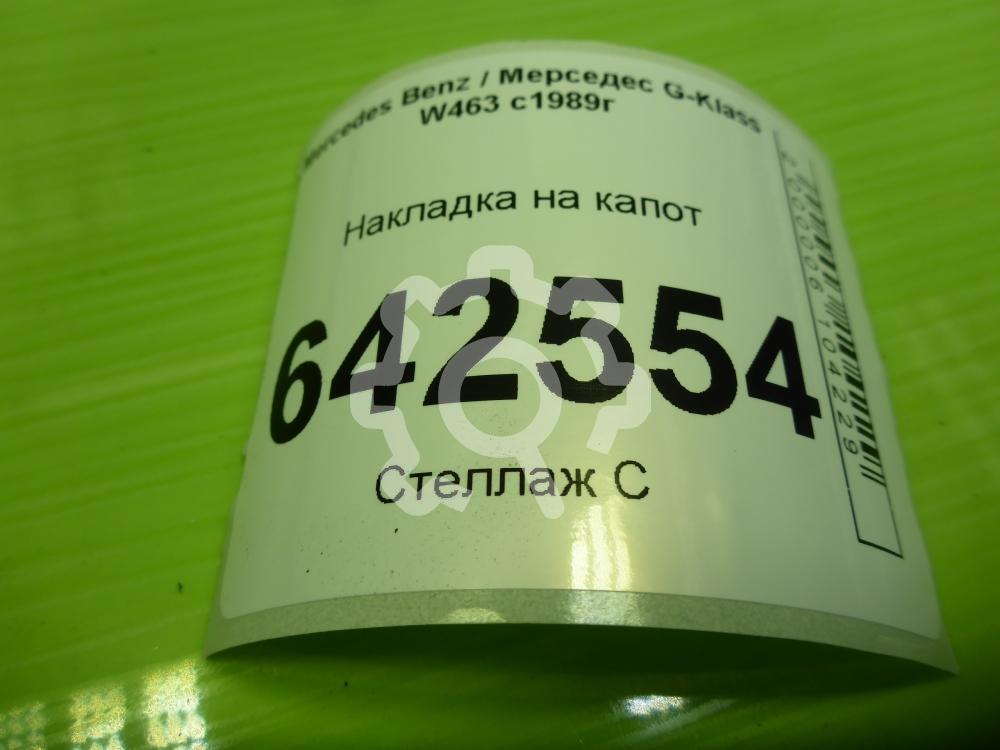 Mercedes Benz / Мерседес G-Klass
W463 с1989г
Накладка на капот
642554
Стеллаж С